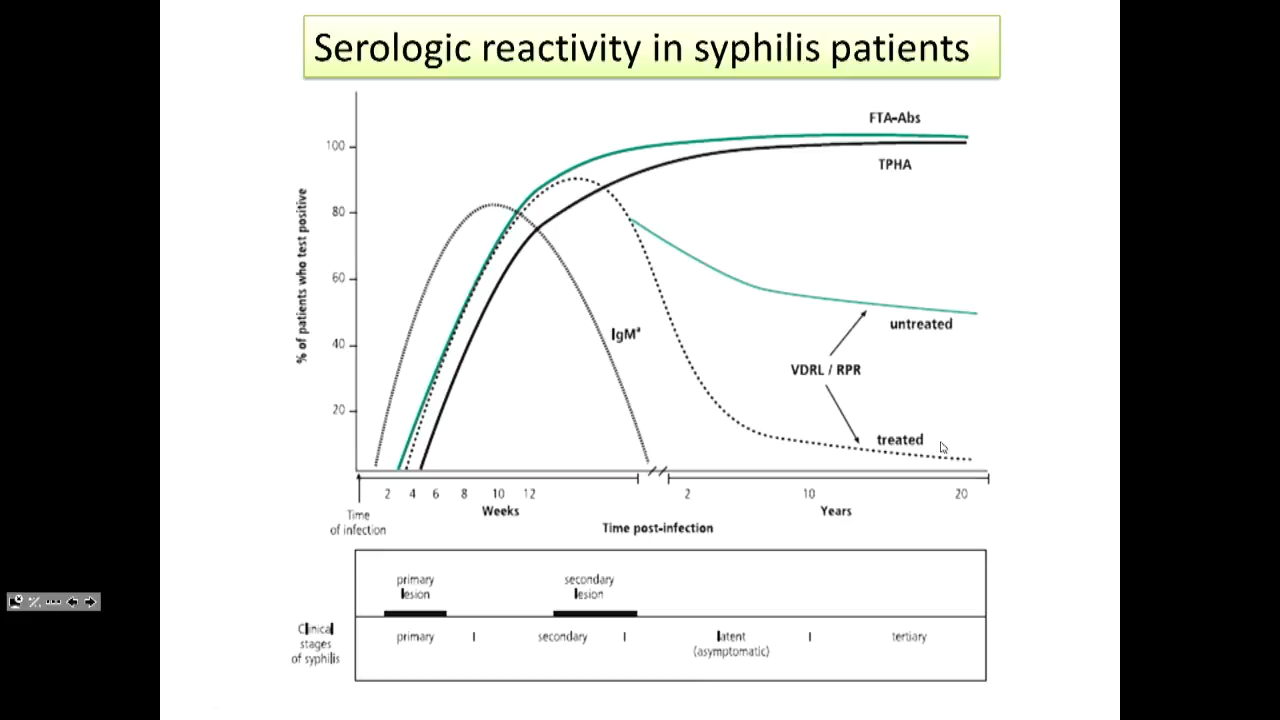 Serologic reactivity in syphilis patients
FTA-Abs
TPHA
% of patients who test positive
100
80
60
40
20
IgMª
untreated
VDRL / RPR
treated
2 4 6 8 10 12
2 10 20
Weeks
Years
Time
of infection
Time post-infection
primary
lesion
secondary
lesion
Clinical
stages
of syphilis
primary
secondary
latent
(asymptomatic)
tertiary